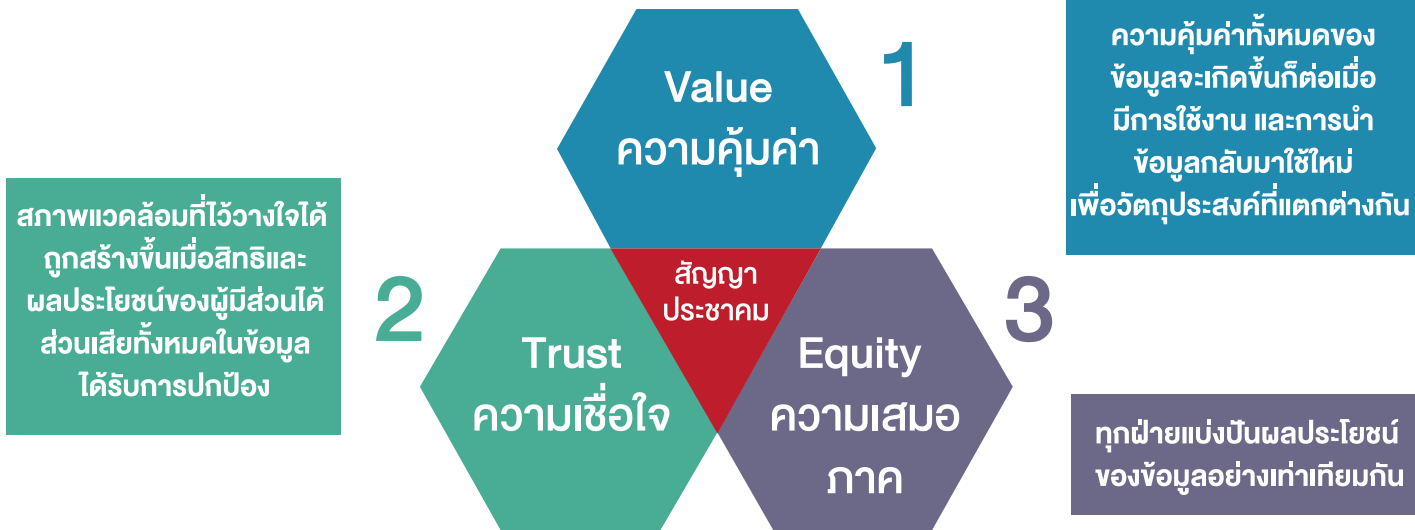 Value
ความคุ้มค่า
1
ความคุ้มค่าทั้งหมดของ
ข้อมูลจะเกิดขึ้นก็ต่อเมื่อ
มีการใช้งาน และการนำ
ข้อมูลกลับมาใช้ใหม่
เพื่อวัตถุประสงค์ที่แตกต่างกัน
สภาพแวดล้อมที่ไว้วางใจได้
ถูกสร้างขึ้นเมื่อสิทธิและ
ผลประโยชน์ของผู้มีส่วนได้
ส่วนเสียทั้งหมดในข้อมูล
ได้รับการปกป้อง
2
Trust
ความเชื่อใจ
สัญญา
ประชาคม
3
Equity
ความเสมอ
ภาค
ทุกฝ่ายแบ่งปันผลประโยชน์
ของข้อมูลอย่างเท่าเทียมกัน